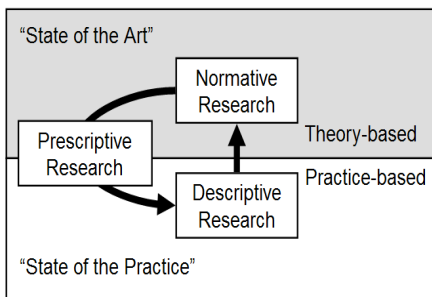 “State of the Art”
Normative
Research
Theory-based
Prescriptive
Research
Practice-based
Descriptive
Research
“State of the Practice”